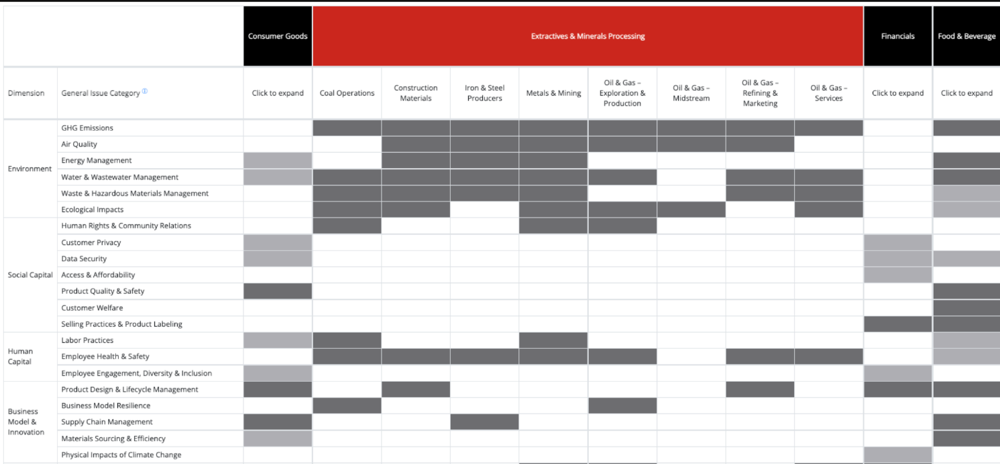 Consumer Goods
Extractives & Minerals Processing
Financials
Food & Beverage
Dimension
General Issue Category ⓘ
Click to expand
Coal Operations
Construction
Materials
Iron & Steel
Producers
Metals & Mining
Oil & Gas –
Exploration &
Production
Oil & Gas –
Midstream
Oil & Gas –
Refining &
Marketing
Oil & Gas –
Services
Click to expand
Click to expand
Environment
GHG Emissions
Air Quality
Energy Management
Water & Wastewater Management
Waste & Hazardous Materials Management
Ecological Impacts
Social Capital
Human Rights & Community Relations
Customer Privacy
Data Security
Access & Affordability
Product Quality & Safety
Customer Welfare
Selling Practices & Product Labeling
Human
Capital
Labor Practices
Employee Health & Safety
Employee Engagement, Diversity & Inclusion
Business
Model &
Innovation
Product Design & Lifecycle Management
Business Model Resilience
Supply Chain Management
Materials Sourcing & Efficiency
Physical Impacts of Climate Change